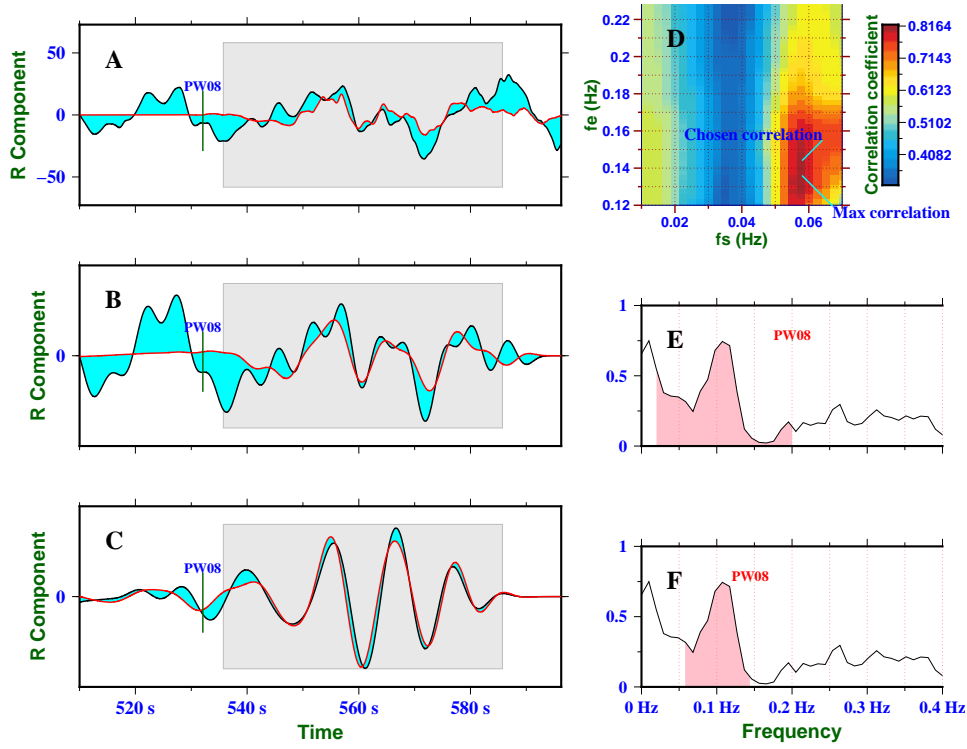 A
R Component
50
0
−50
PW08
D
fe (Hz)
0.22
0.2
0.18
0.16
0.14
0.12
Chosen correlation
Max correlation
0.02
0.04
0.06
fs (Hz)
Correlation coefficient
0.8164
0.7143
0.6123
0.5102
0.4082
B
R Component
0
PW08
E
1
0.5
0
PW08
C
R Component
0
PW08
520 s
540 s
560 s
580 s
Time
F
1
0.5
0
PW08
0 Hz
0.1 Hz
0.2 Hz
0.3 Hz
0.4 Hz
Frequency